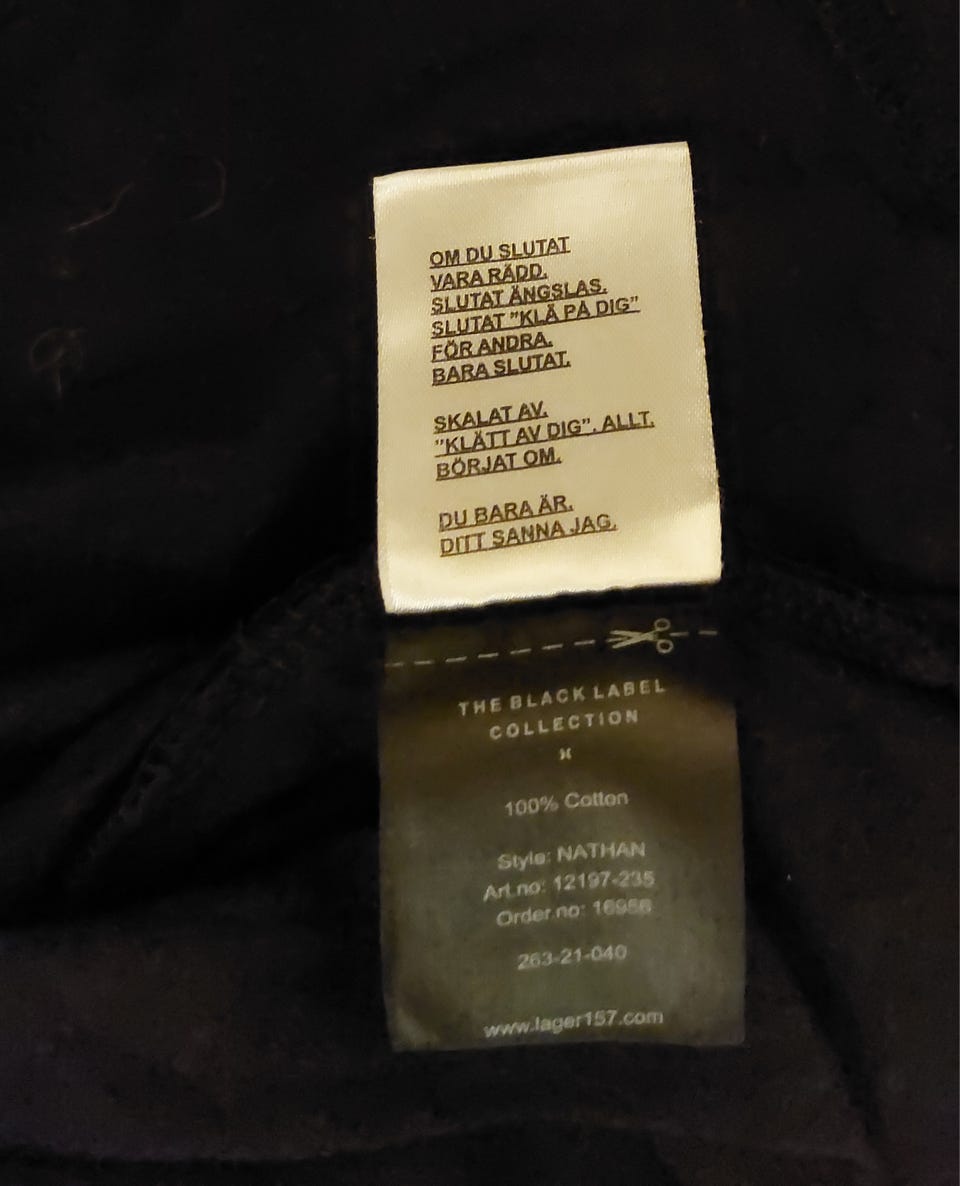 OM DU SLUTAT
VARA RÄDD.
SLUTAT ÄNGSLAS.
SLUTAT ”KLÄ PÅ DIG”
FÖR ANDRA.
BARA SLUTAT.
SKALAT AV.
”KLÄTT AV DIG”. ALLT.
BÖRJAT OM.
DU BARA ÄR.
DITT SANNA JAG.
THE BLACK LABEL
COLLECTION
100% Cotton
Style: NATHAN
Art.no: 12197-235
Order no:
263-21-040
www.lager157.com